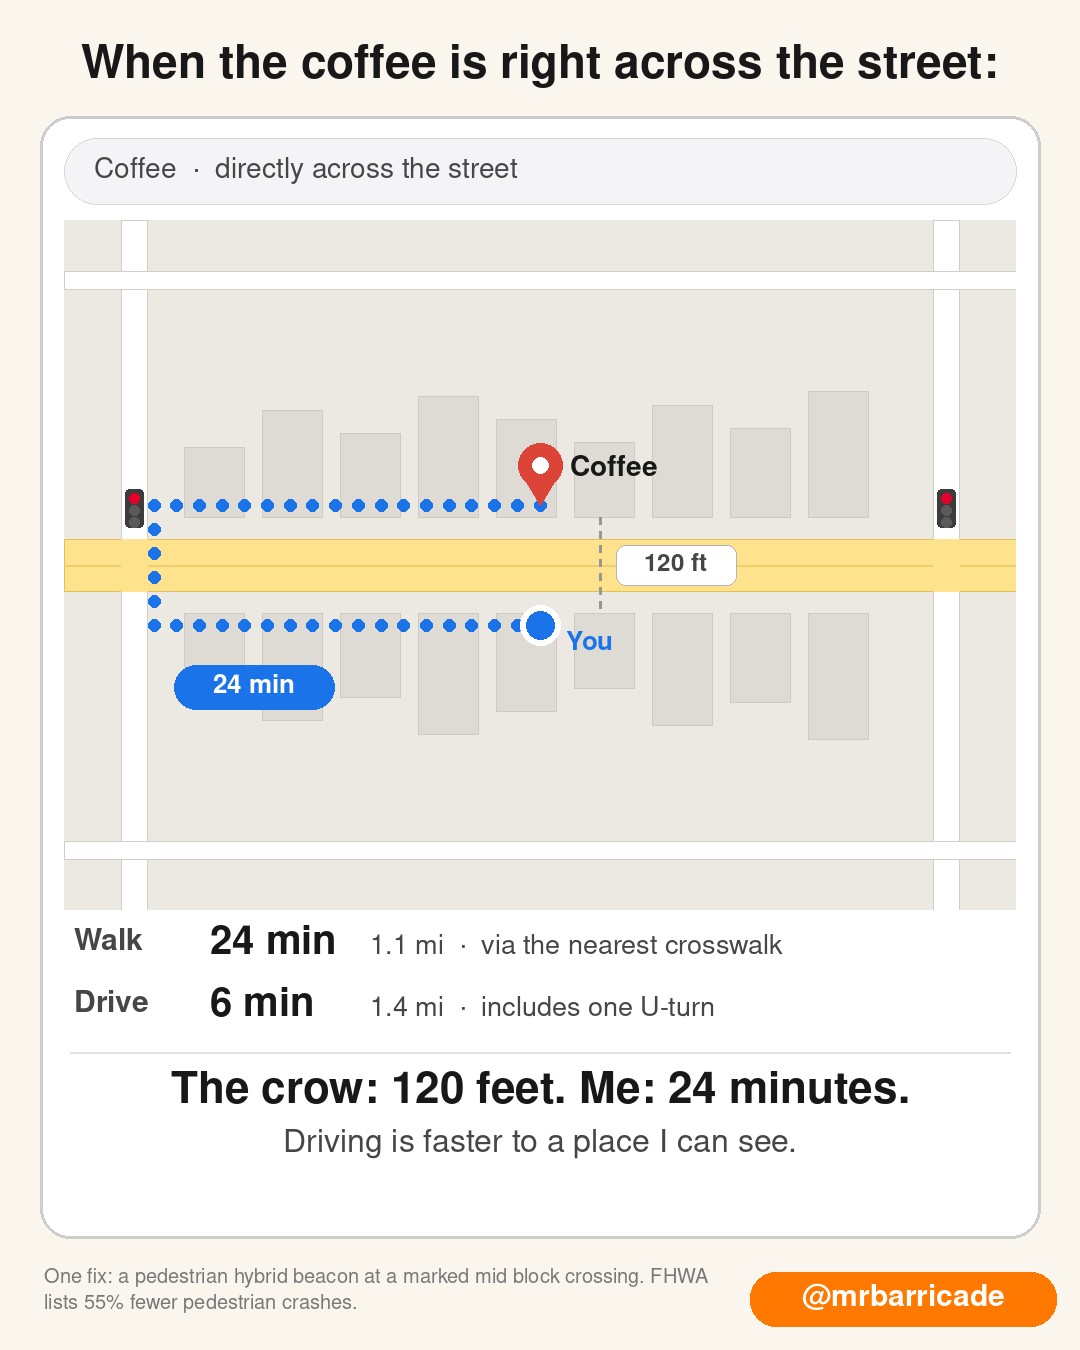 When the coffee is right across the street:
Coffee · directly across the street
Coffee
120 ft
You
24 min
Walk 24 min 1.1 mi · via the nearest crosswalk
Drive 6 min 1.4 mi · includes one U-turn
The crow: 120 feet. Me: 24 minutes.
Driving is faster to a place I can see.
One fix: a pedestrian hybrid beacon at a marked mid block crossing. FHWA
lists 55% fewer pedestrian crashes.
@mrbarricade